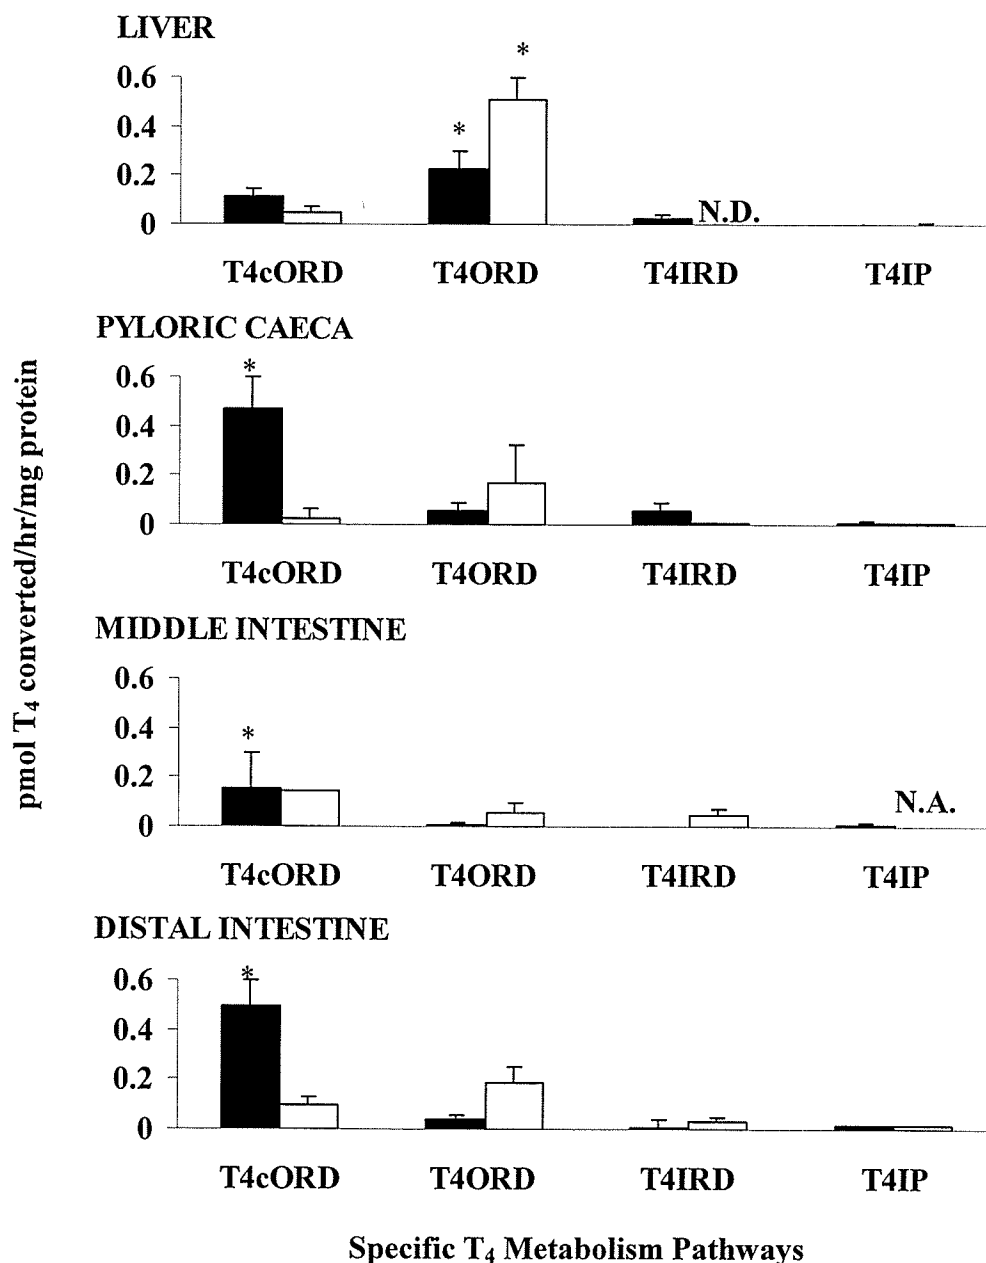 LIVER
*
0.6
0.4
*
0.2
0
N.D.
T4cORD T4ORD T4IRD T4IP
PYLORIC CAECA
*
0.6
0.4
0.2
0
T4cORD T4ORD T4IRD T4IP
MIDDLE INTESTINE
0.6
0.4
*
0.2
0
N.A.
T4cORD T4ORD T4IRD T4IP
DISTAL INTESTINE
*
0.6
0.4
0.2
0
T4cORD T4ORD T4IRD T4IP
pmol T₄ converted/hr/mg protein
Specific T₄ Metabolism Pathways